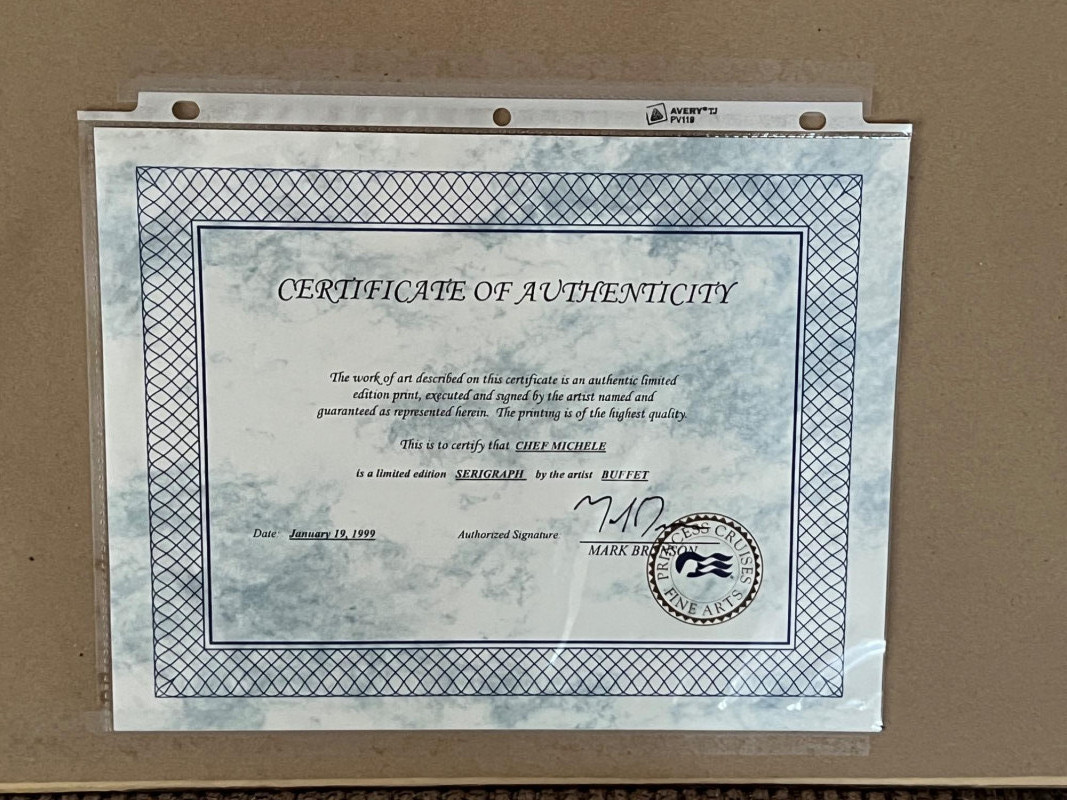 AVERY® TJ
PV119
CERTIFICATE OF AUTHENTICITY
The work of art described on this certificate is an authentic limited
edition print, executed and signed by the artist named and
guaranteed as represented herein. The printing is of the highest quality.
This is to certify that CHEF MICHELE
is a limited edition SERIGRAPH by the artist BUFFET
Date: January 19, 1999
Authorized Signature
MARK
PRINCESS CRUISES
FINE ARTS